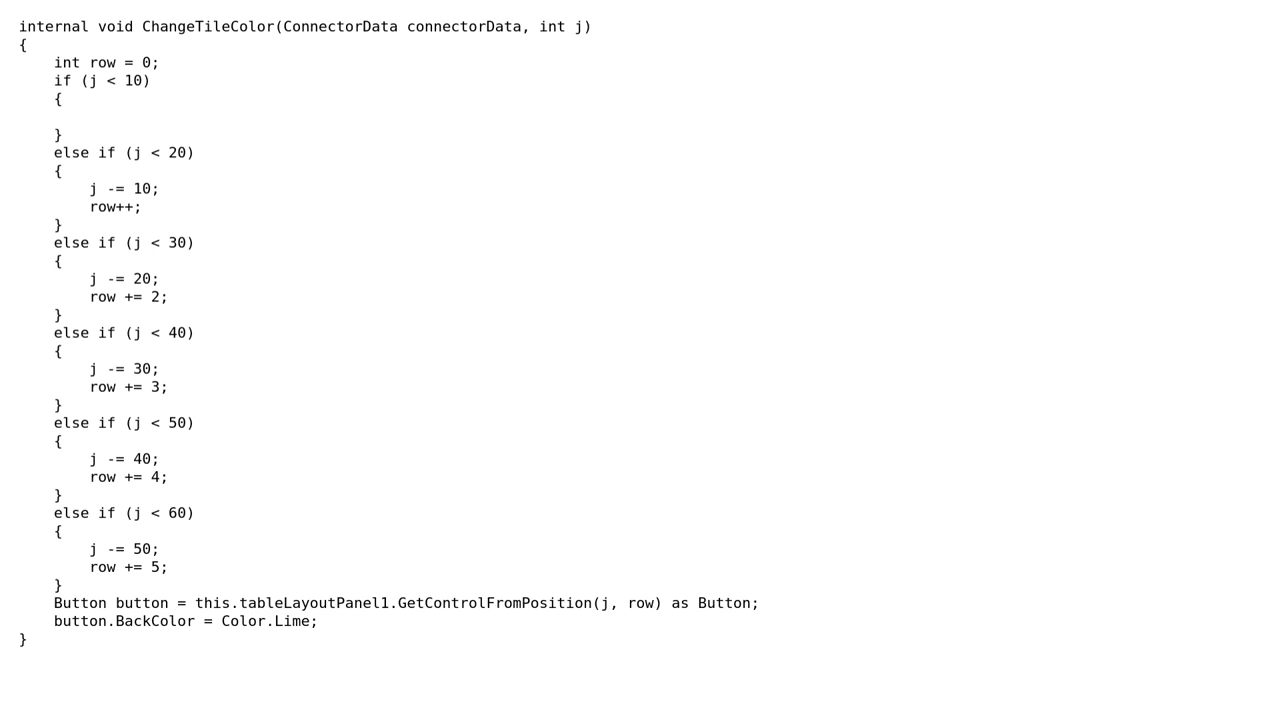 internal void ChangeTileColor(ConnectorData connectorData, int j)
{
    int row = 0;
    if (j < 10)
    {

    }
    else if (j < 20)
    {
        j -= 10;
        row++;
    }
    else if (j < 30)
    {
        j -= 20;
        row += 2;
    }
    else if (j < 40)
    {
        j -= 30;
        row += 3;
    }
    else if (j < 50)
    {
        j -= 40;
        row += 4;
    }
    else if (j < 60)
    {
        j -= 50;
        row += 5;
    }
    Button button = this.tableLayoutPanel1.GetControlFromPosition(j, row) as Button;
    button.BackColor = Color.Lime;
}